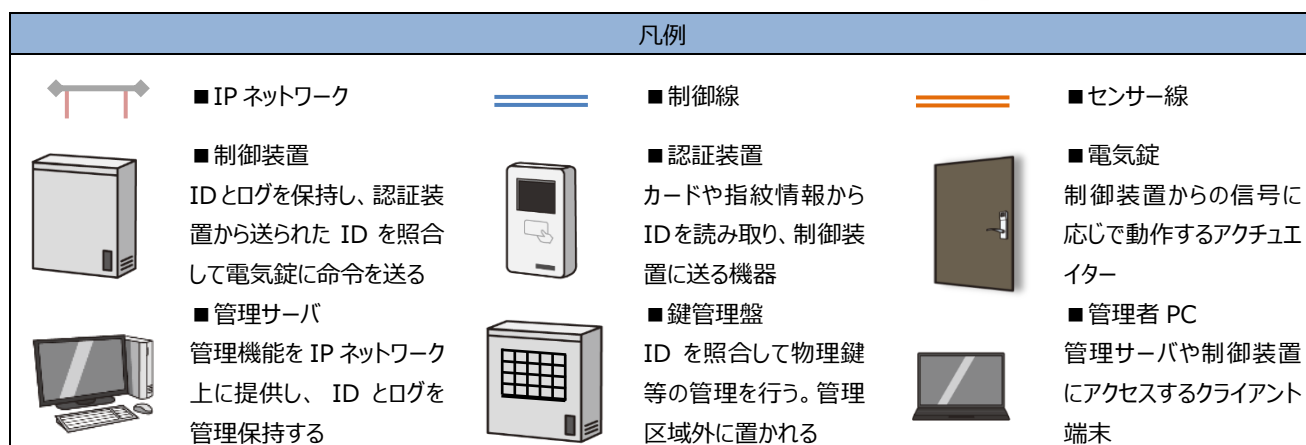 凡例
■IP ネットワーク
■制御線
■センサー線
■制御装置
IDとログを保持し、認証装
置から送られた ID を照合
して電気錠に命令を送る
■認証装置
カードや指紋情報から
IDを読み取り、制御装
置に送る機器
■電気錠
制御装置からの信号に
応じで動作するアクチュエ
イター
■管理サーバ
管理機能を IP ネットワーク
上に提供し、 ID とログを
管理保持する
■鍵管理盤
ID を照合して物理鍵
等の管理を行う。管理
区域外に置かれる
■管理者 PC
管理サーバや制御装置
にアクセスするクライアント
端末